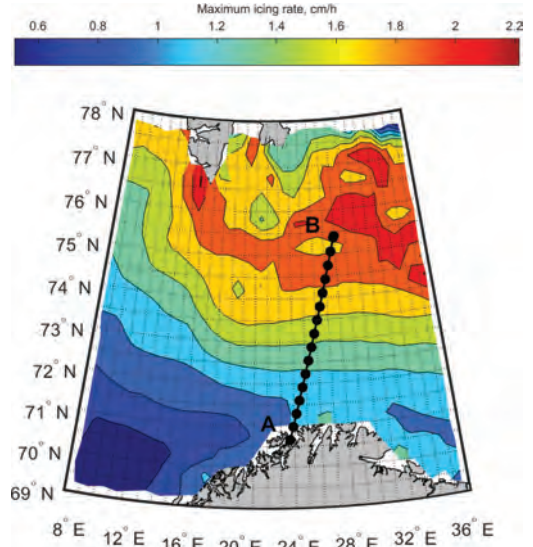 Maximum icing rate, cm/h
0.6 0.8 1 1.2 1.4 1.6 1.8 2 2.2
78° N
77° N
76° N
B
75° N
74° N
73° N
72° N
71° N
A
70° N
69° N
8° E 12° E 16° E 20° E 24° E 28° E 32° E 36° E